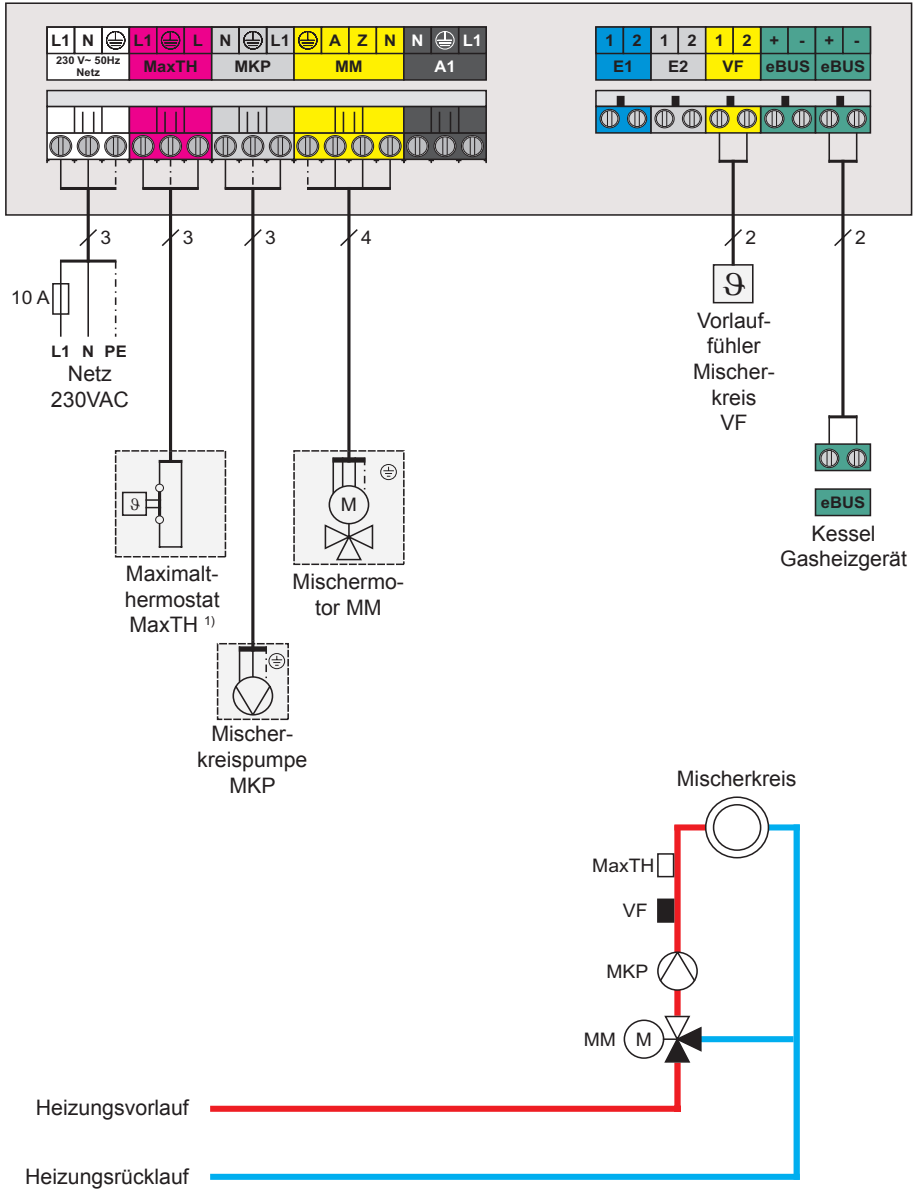 L1 N L1 L N L1 A Z N N L1
1 2 1 2 1 2 + - + -
230 V~ 50Hz
Netz
MaxTH
MKP
MM
A1
E1
E2
VF
eBUS
eBUS
3
3
3
4
2
2
10 A
L1 N PE
Netz
230VAC
ϑ
Vorlauf-
fühler
Mischer-
kreis
VF
ϑ
Maximalt-
hermostat
MaxTH 1)
M
Mischermo-
tor MM
eBUS
Kessel
Gasheizgerät
Mischer-
kreispumpe
MKP
Mischerkreis
MaxTH
VF
MKP
MM M
Heizungsvorlauf
Heizungsrücklauf